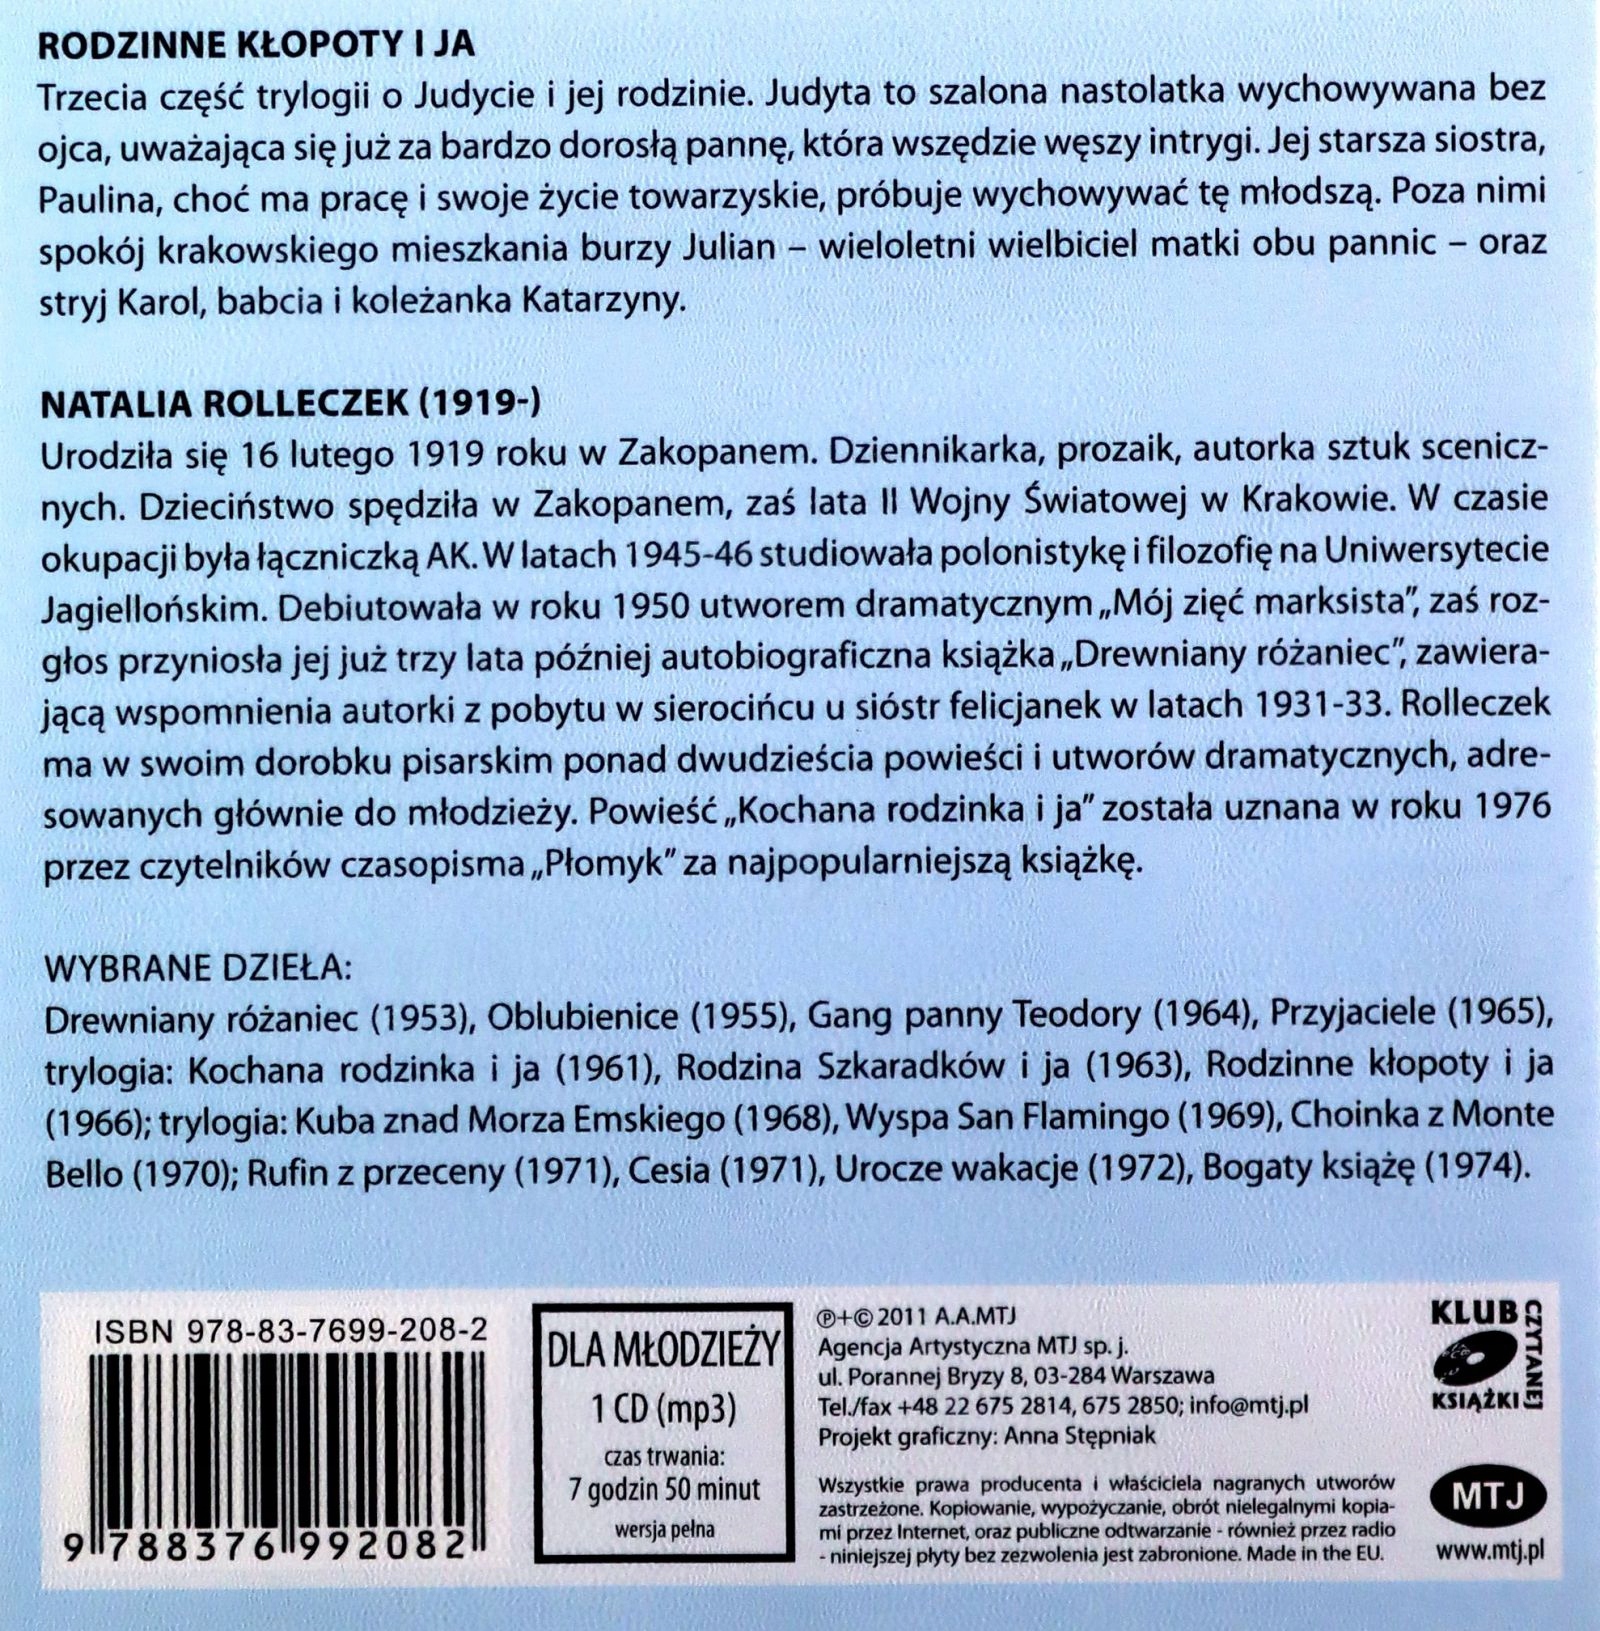 RODZINNE KŁOPOTY I JA
Trzecia część trylogii o Judycie i jej rodzinie. Judyta to szalona nastolatka wychowywana bez
ojca, uważająca się już za bardzo dorosłą pannę, która wszędzie węszy intrygi. Jej starsza siostra,
Paulina, choć ma pracę i swoje życie towarzyskie, próbuje wychowywać tę młodszą. Poza nimi
spokój krakowskiego mieszkania burzy Julian – wieloletni wielbiciel matki obu pannic – oraz
stryj Karol, babcia i koleżanka Katarzyny.
NATALIA ROLLECZEK (1919-)
Urodziła się 16 lutego 1919 roku w Zakopanem. Dziennikarka, prozaik, autorka sztuk scenicz-
nych. Dzieciństwo spędziła w Zakopanem, zaś lata II Wojny Światowej w Krakowie. W czasie
okupacji była łączniczką AK. W latach 1945-46 studiowała polonistykę i filozofię na Uniwersytecie
Jagiellońskim. Debiutowała w roku 1950 utworem dramatycznym „Mój zięć marksista”, zaś roz-
głos przyniosła jej już trzy lata później autobiograficzna książka „Drewniany różaniec”, zawiera-
jącą wspomnienia autorki z pobytu w sierocińcu u sióstr felicjanek w latach 1931-33. Rolleczek
ma w swoim dorobku pisarskim ponad dwudzieścia powieści i utworów dramatycznych, adre-
sowanych głównie do młodzieży. Powieść „Kochana rodzinka i ja” została uznana w roku 1976
przez czytelników czasopisma „Płomyk” za najpopularniejszą książkę.
WYBRANE DZIEŁA:
Drewniany różaniec (1953), Oblubienice (1955), Gang panny Teodory (1964), Przyjaciele (1965),
trylogia: Kochana rodzinka i ja (1961), Rodzina Szkaradków i ja (1963), Rodzinne kłopoty i ja
(1966); trylogia: Kuba znad Morza Emskiego (1968), Wyspa San Flamingo (1969), Choinka z Monte
Bello (1970); Rufin z przeceny (1971), Cesia (1971), Urocze wakacje (1972), Bogaty książę (1974).
ISBN 978-83-7699-208-2
9 788376 992082
DLA MŁODZIEŻY
1 CD (mp3)
czas trwania:
7 godzin 50 minut
wersja pełna
℗+© 2011 A.A.MTJ
Agencja Artystyczna MTJ sp. j.
ul. Porannej Bryzy 8, 03-284 Warszawa
Tel./fax +48 22 675 2814, 675 2850; info@mtj.pl
Projekt graficzny: Anna Stępniak
Wszystkie prawa producenta i właściciela nagranych utworów
zastrzeżone. Kopiowanie, wypożyczanie, obrót nielegalnymi kopia-
mi przez Internet, oraz publiczne odtwarzanie - również przez radio
- niniejszej płyty bez zezwolenia jest zabronione. Made in the EU.
KLUB
CZYTANEJ
KSIĄŻKI
MTJ
www.mtj.pl